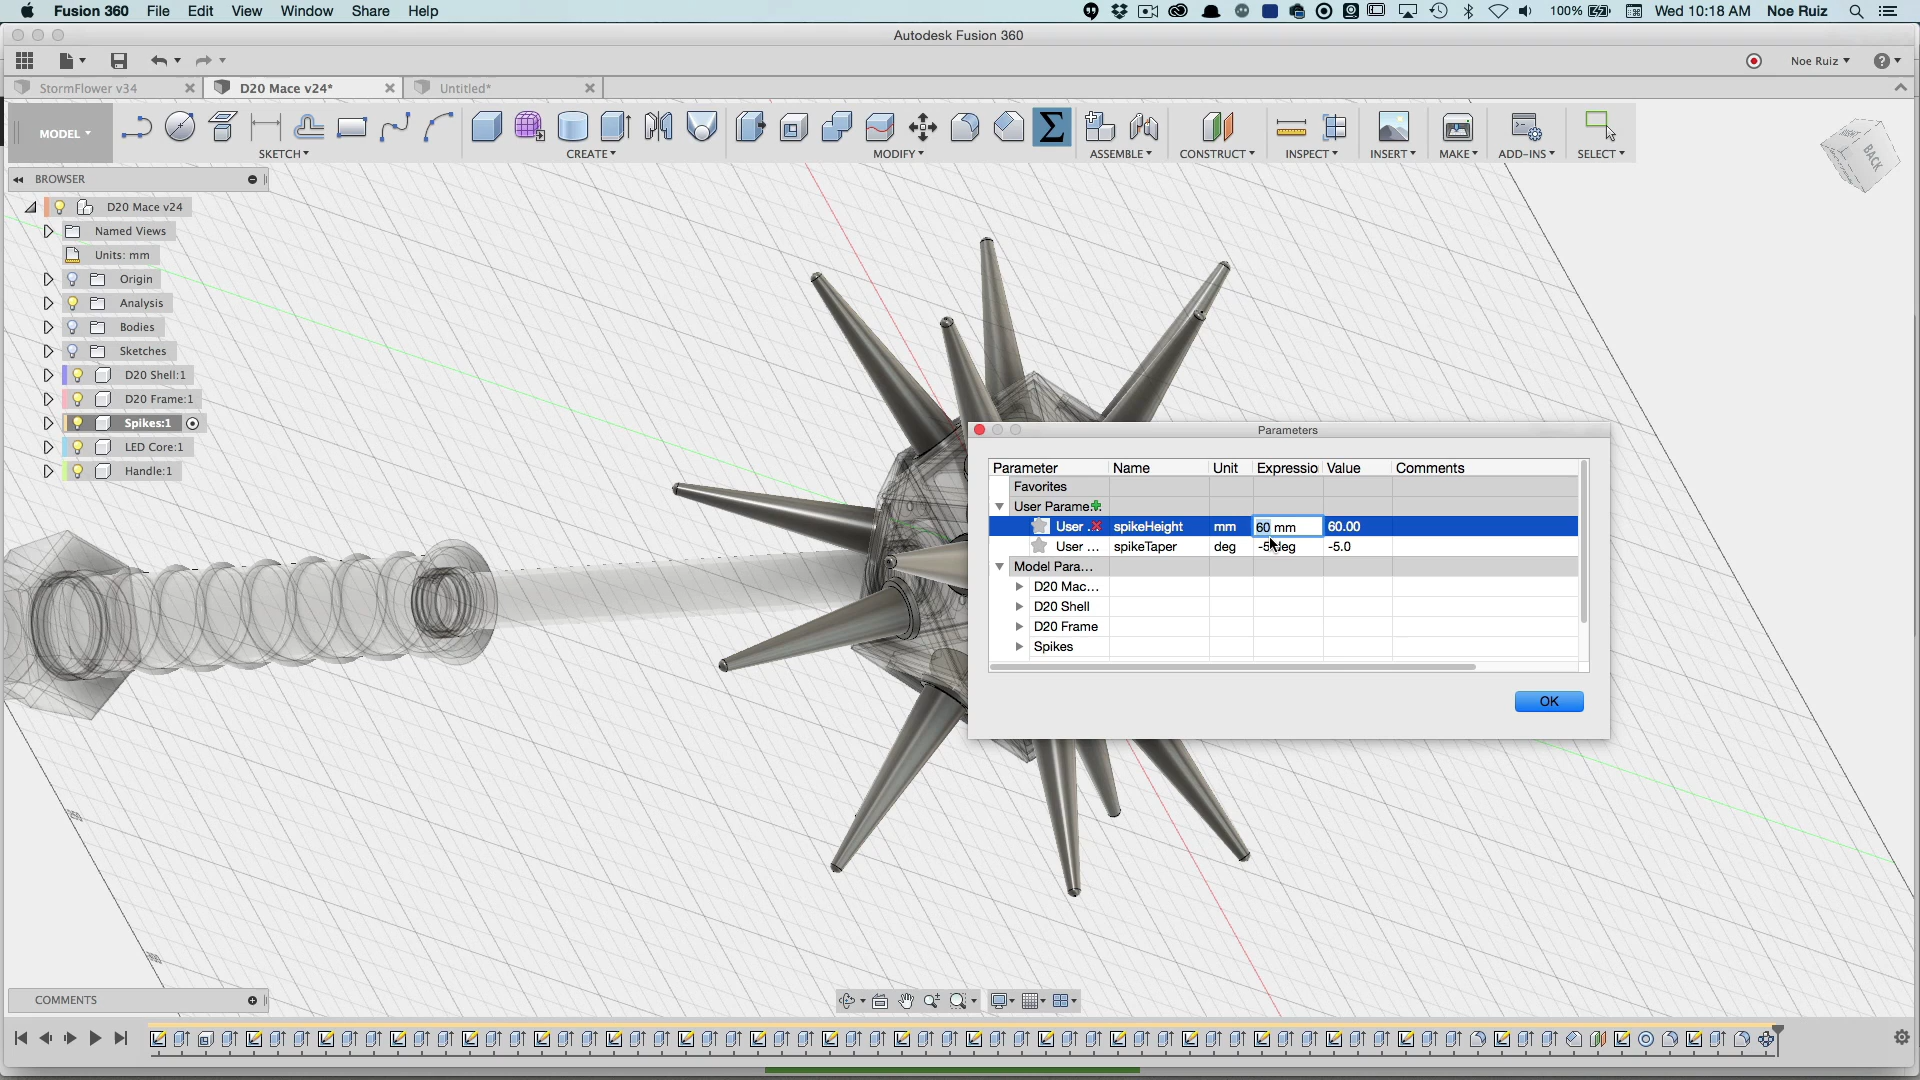 Fusion 360 File Edit View Window Share Help 100% Wed 10:18 AM Noe Ruiz
Autodesk Fusion 360
Noe Ruiz
StormFlower v34 D20 Mace v24* Untitled*
MODEL
SKETCH CREATE MODIFY ASSEMBLE CONSTRUCT INSPECT INSERT MAKE ADD-INS SELECT
RIGHT BACK
BROWSER
D20 Mace v24
Named Views
Units: mm
Origin
Analysis
Bodies
Sketches
D20 Shell:1
D20 Frame:1
Spikes:1
LED Core:1
Handle:1
Parameters
Parameter Name Unit Expressio Value Comments
Favorites
User Parame...
User ... spikeHeight mm 60 mm 60.00
User ... spikeTaper deg -5 deg -5.0
Model Para...
D20 Mac...
D20 Shell
D20 Frame
Spikes
OK
COMMENTS